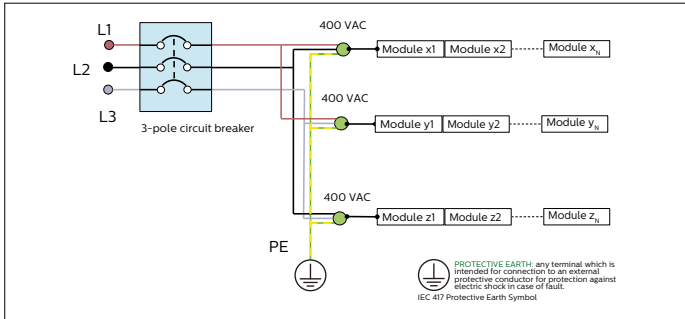 L1
L2
L3
3-pole circuit breaker
400 VAC
Module x1 Module x2 Module xN
400 VAC
Module y1 Module y2 Module yN
400 VAC
Module z1 Module z2 Module zN
PE
PROTECTIVE EARTH: any terminal which is
intended for connection to an external
protective conductor for protection against
electric shock in case of fault.
IEC 417 Protective Earth Symbol